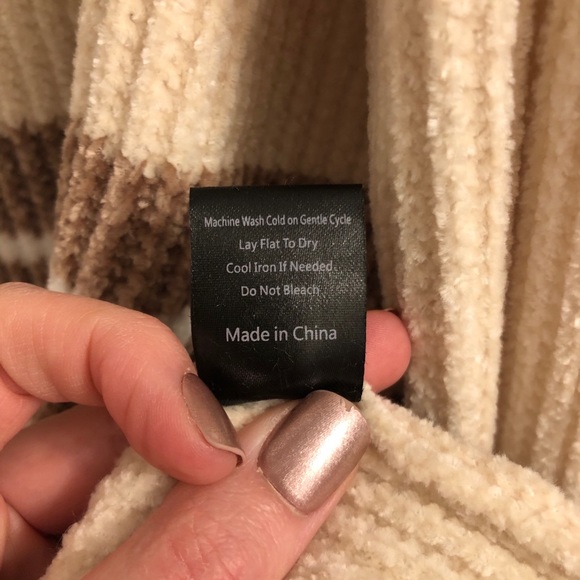 Machine Wash Cold on Gentle Cycle
Lay Flat To Dry
Cool Iron If Needed
Do Not Bleach
Made in China